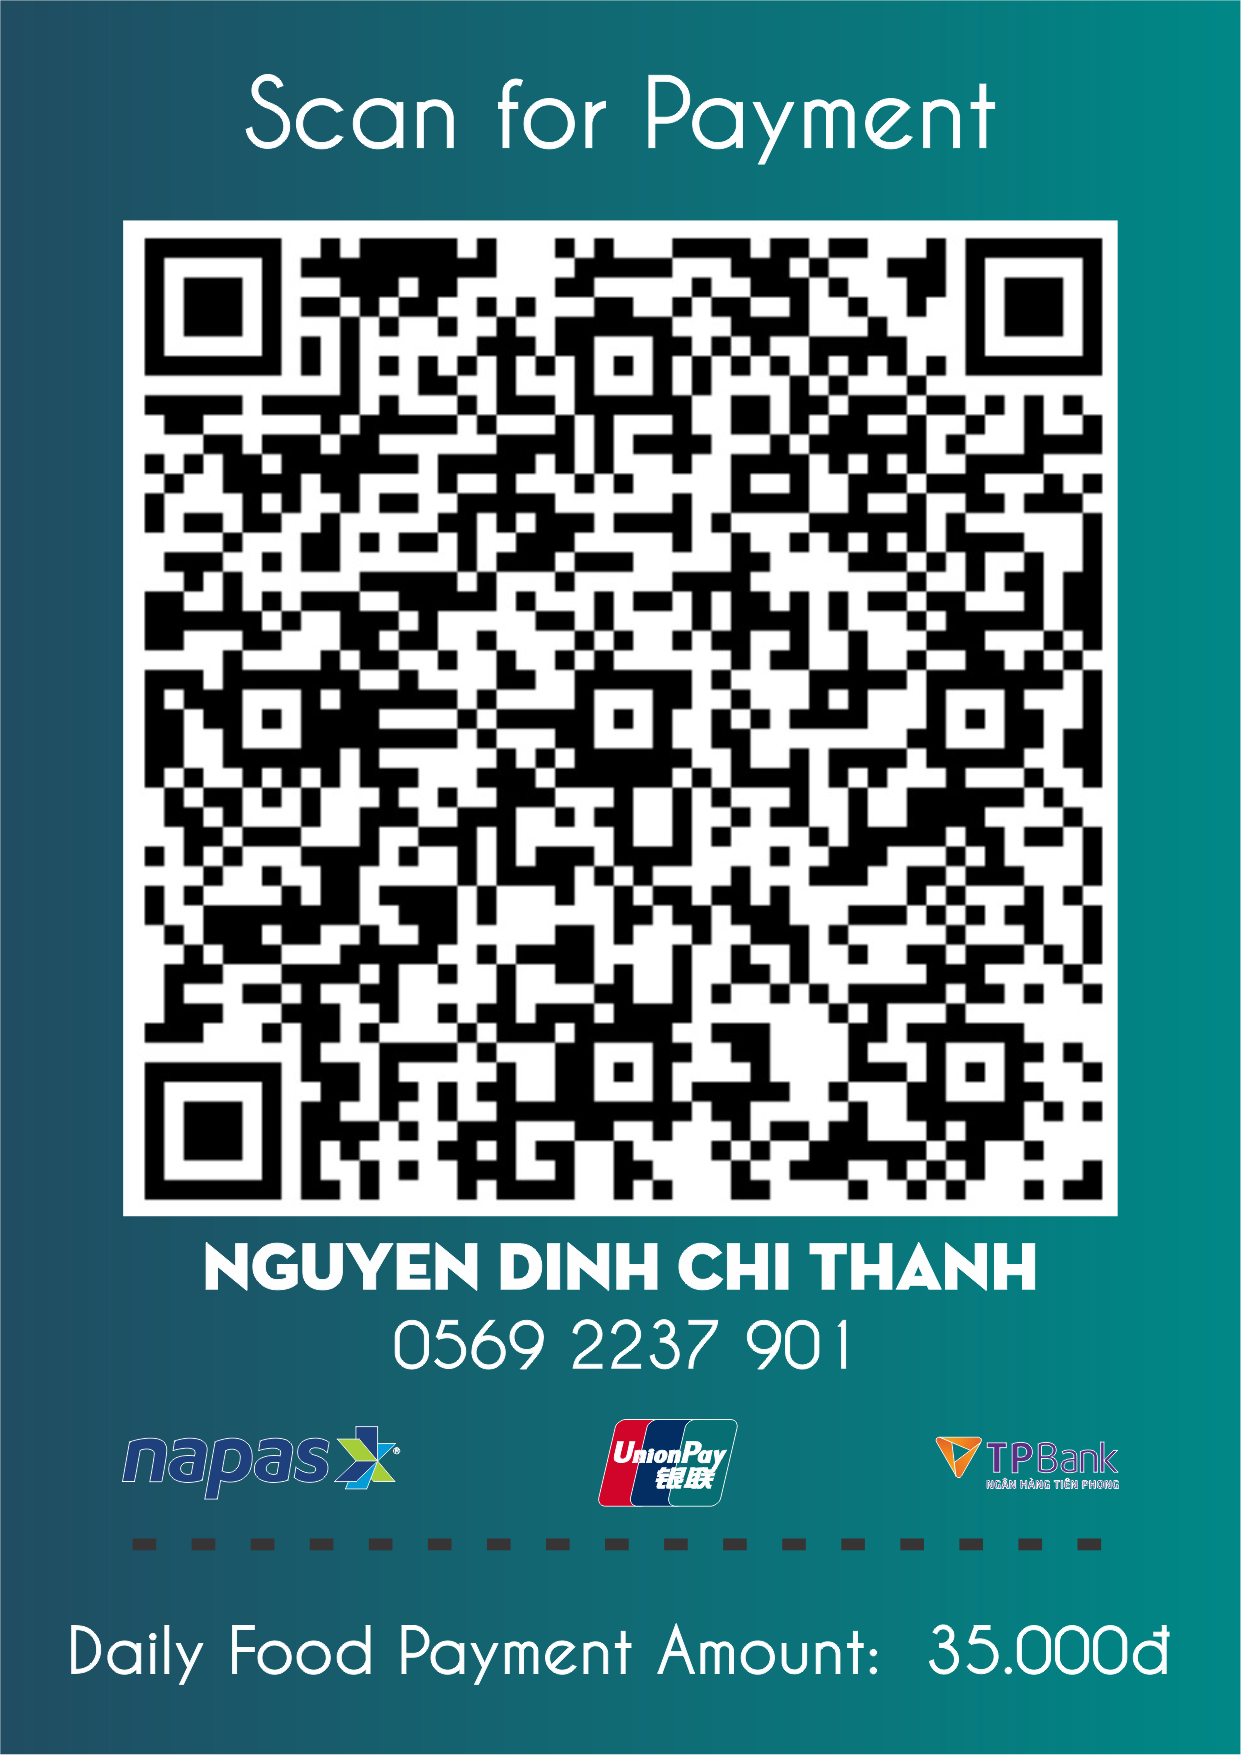 Scan for Payment
NGUYEN DINH CHI THANH
0569 2237 901
napas®
UnionPay
银联
TPBank
NGÂN HÀNG TIÊN PHONG
Daily Food Payment Amount: 35.000đ